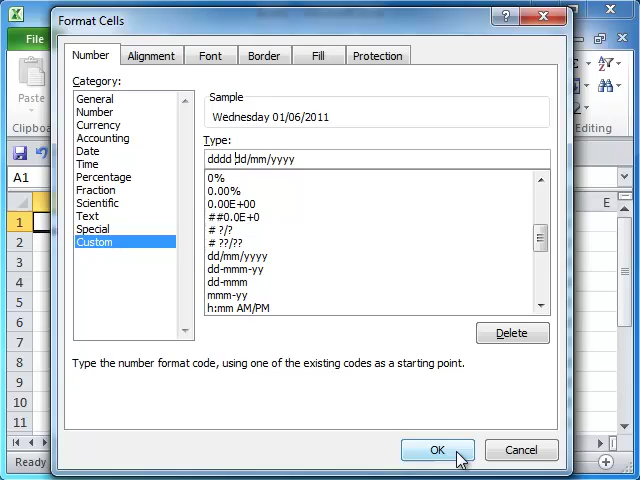 Format Cells
File
Paste
Clipboa
Number
Alignment
Font
Border
Fill
Protection
Category:
General
Number
Currency
Accounting
Date
Time
Percentage
Fraction
Scientific
Text
Special
Custom
Sample
Wednesday 01/06/2011
Type:
dddd dd/mm/yyyy
0%
0.00%
0.00E+00
##0.0E+0
# ?/?
# ??/??
dd/mm/yyyy
dd-mmm-yy
dd-mmm
mmm-yy
h:mm AM/PM
Delete
Type the number format code, using one of the existing codes as a starting point.
OK
Cancel
Editing
A1
E
1
2
3
4
5
6
7
8
9
10
11
Ready